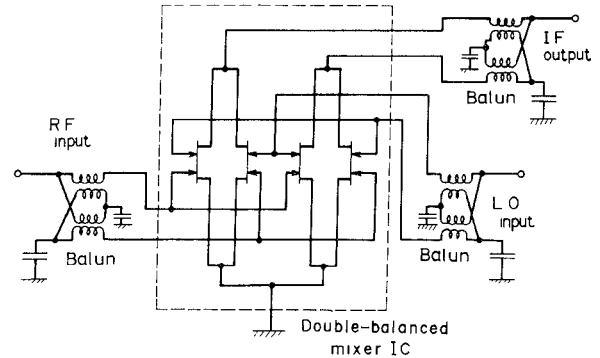 IF
output
Balun
RF
input
LO
input
Balun
Balun
Double-balanced
mixer IC